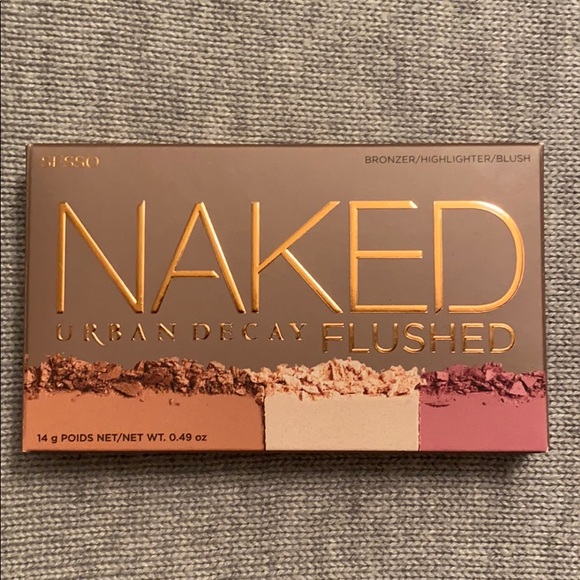 SESSO
BRONZER/HIGHLIGHTER/BLUSH
NAKED
URBAN DECAY FLUSHED
14 g POIDS NET/NET WT. 0.49 oz